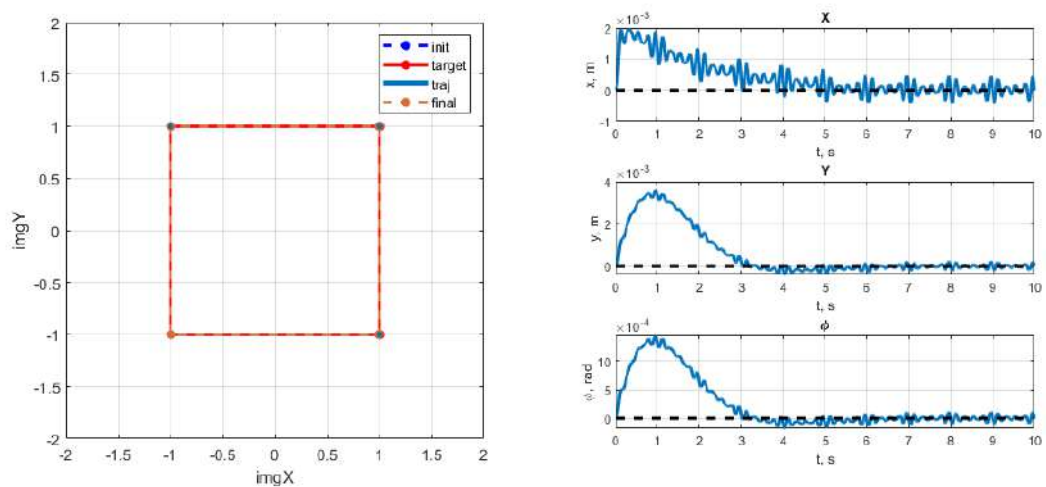 2
1.5
1
0.5
0
-0.5
-1
-1.5
-2
imgY
-2 -1.5 -1 -0.5 0 0.5 1 1.5 2
imgX
init
target
traj
final
×10-3
X
2
1
0
-1
x, m
0 1 2 3 4 5 6 7 8 9 10
t, s
×10-3
Y
4
2
0
y, m
0 1 2 3 4 5 6 7 8 9 10
t, s
×10-4
ϕ
10
5
0
ϕ, rad
0 1 2 3 4 5 6 7 8 9 10
t, s